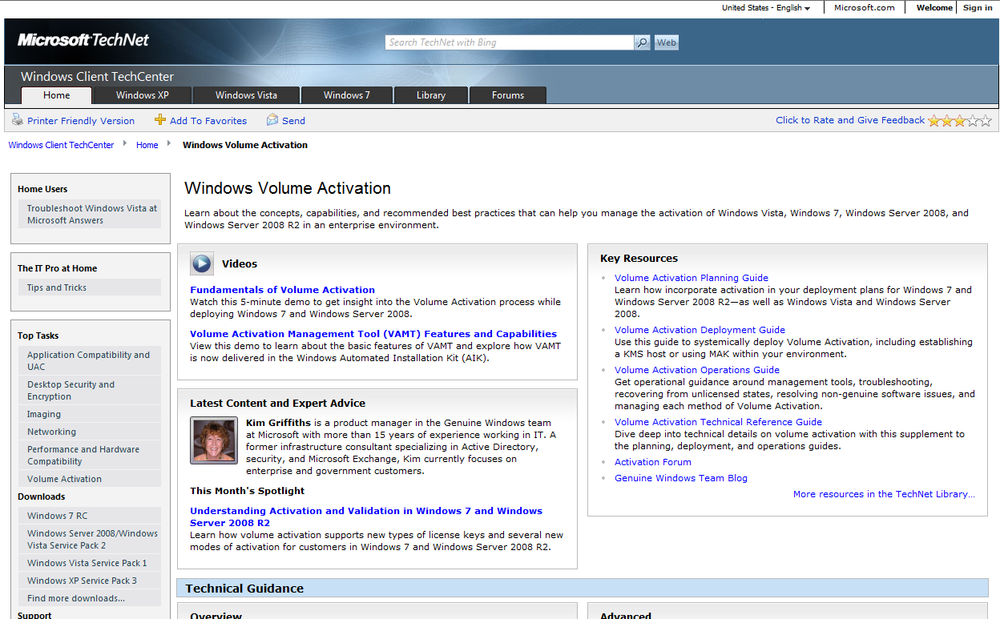 United States - English
Microsoft.com
Welcome
Sign in
Microsoft TechNet
Search TechNet with Bing
Web
Windows Client TechCenter
Home
Windows XP
Windows Vista
Windows 7
Library
Forums
Printer Friendly Version
Add To Favorites
Send
Click to Rate and Give Feedback
Windows Client TechCenter
Home
Windows Volume Activation
Home Users
Troubleshoot Windows Vista at
Microsoft Answers
The IT Pro at Home
Tips and Tricks
Top Tasks
Application Compatibility and
UAC
Desktop Security and
Encryption
Imaging
Networking
Performance and Hardware
Compatibility
Volume Activation
Downloads
Windows 7 RC
Windows Server 2008/Windows
Vista Service Pack 2
Windows Vista Service Pack 1
Windows XP Service Pack 3
Find more downloads...
Support
Windows Volume Activation
Learn about the concepts, capabilities, and recommended best practices that can help you manage the activation of Windows Vista, Windows 7, Windows Server 2008, and
Windows Server 2008 R2 in an enterprise environment.
Videos
Fundamentals of Volume Activation
Watch this 5-minute demo to get insight into the Volume Activation process while
deploying Windows 7 and Windows Server 2008.
Volume Activation Management Tool (VAMT) Features and Capabilities
View this demo to learn about the basic features of VAMT and explore how VAMT
is now delivered in the Windows Automated Installation Kit (AIK).
Latest Content and Expert Advice
Kim Griffiths is a product manager in the Genuine Windows team
at Microsoft with more than 15 years of experience working in IT. A
former infrastructure consultant specializing in Active Directory,
security, and Microsoft Exchange, Kim currently focuses on
enterprise and government customers.
This Month's Spotlight
Understanding Activation and Validation in Windows 7 and Windows
Server 2008 R2
Learn how volume activation supports new types of license keys and several new
modes of activation for customers in Windows 7 and Windows Server 2008 R2.
Key Resources
Volume Activation Planning Guide
Learn how incorporate activation in your deployment plans for Windows 7 and
Windows Server 2008 R2—as well as Windows Vista and Windows Server
2008.
Volume Activation Deployment Guide
Use this guide to systemically deploy Volume Activation, including establishing
a KMS host or using MAK within your environment.
Volume Activation Operations Guide
Get operational guidance around management tools, troubleshooting,
recovering from unlicensed states, resolving non-genuine software issues, and
managing each method of Volume Activation.
Volume Activation Technical Reference Guide
Dive deep into technical details on volume activation with this supplement to
the planning, deployment, and operations guides.
Activation Forum
Genuine Windows Team Blog
More resources in the TechNet Library...
Technical Guidance
Overview
Advanced